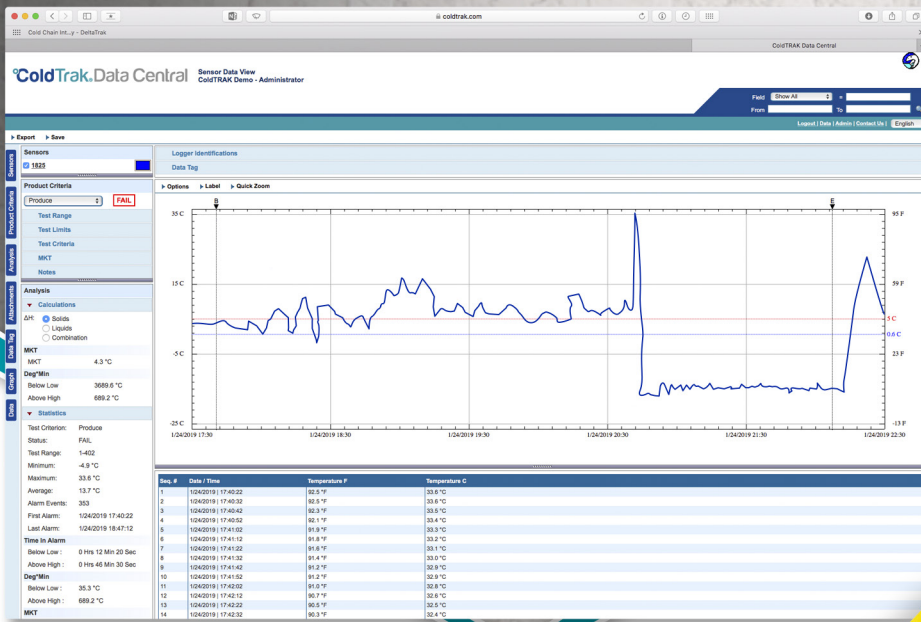 coldtrak.com
Cold Chain Int...y - DeltaTrak
ColdTRAK Data Central
°ColdTrak®Data Central
Sensor Data View
ColdTRAK Demo - Administrator
Field Show All =
From To
Logout | Data | Admin | Contact Us | English
Export Save
Sensors
Product Criteria
Analysis
Attachments
Data Tag
Graph
Data
Sensors
1825
Product Criteria
Produce FAIL
Test Range
Test Limits
Test Criteria
MKT
Notes
Analysis
Calculations
ΔH: Solids
Liquids
Combination
MKT
MKT 4.3 °C
Deg*Min
Below Low 3689.6 °C
Above High 689.2 °C
Statistics
Test Criterion: Produce
Status: FAIL
Test Range: 1-402
Minimum: -4.9 °C
Maximum: 33.6 °C
Average: 13.7 °C
Alarm Events: 353
First Alarm: 1/24/2019 17:40:22
Last Alarm: 1/24/2019 18:47:12
Time In Alarm
Below Low : 0 Hrs 12 Min 20 Sec
Above High : 0 Hrs 46 Min 30 Sec
Deg*Min
Below Low : 35.3 °C
Above High : 689.2 °C
MKT
Logger Identifications
Data Tag
Options Label Quick Zoom
B E
35 C 95 F
15 C 59 F
5 C
0.6 C
-5 C 23 F
-25 C -13 F
1/24/2019 17:30 1/24/2019 18:30 1/24/2019 19:30 1/24/2019 20:30 1/24/2019 21:30 1/24/2019 22:30
Seq. # Date / Time Temperature F Temperature C
1 1/24/2019 | 17:40:22 92.5 °F 33.6 °C
2 1/24/2019 | 17:40:32 92.5 °F 33.6 °C
3 1/24/2019 | 17:40:42 92.3 °F 33.5 °C
4 1/24/2019 | 17:40:52 92.1 °F 33.4 °C
5 1/24/2019 | 17:41:02 91.9 °F 33.3 °C
6 1/24/2019 | 17:41:12 91.8 °F 33.2 °C
7 1/24/2019 | 17:41:22 91.6 °F 33.1 °C
8 1/24/2019 | 17:41:32 91.4 °F 33.0 °C
9 1/24/2019 | 17:41:42 91.2 °F 32.9 °C
10 1/24/2019 | 17:41:52 91.2 °F 32.9 °C
11 1/24/2019 | 17:42:02 91.0 °F 32.8 °C
12 1/24/2019 | 17:42:12 90.7 °F 32.6 °C
13 1/24/2019 | 17:42:22 90.5 °F 32.5 °C
14 1/24/2019 | 17:42:32 90.3 °F 32.4 °C